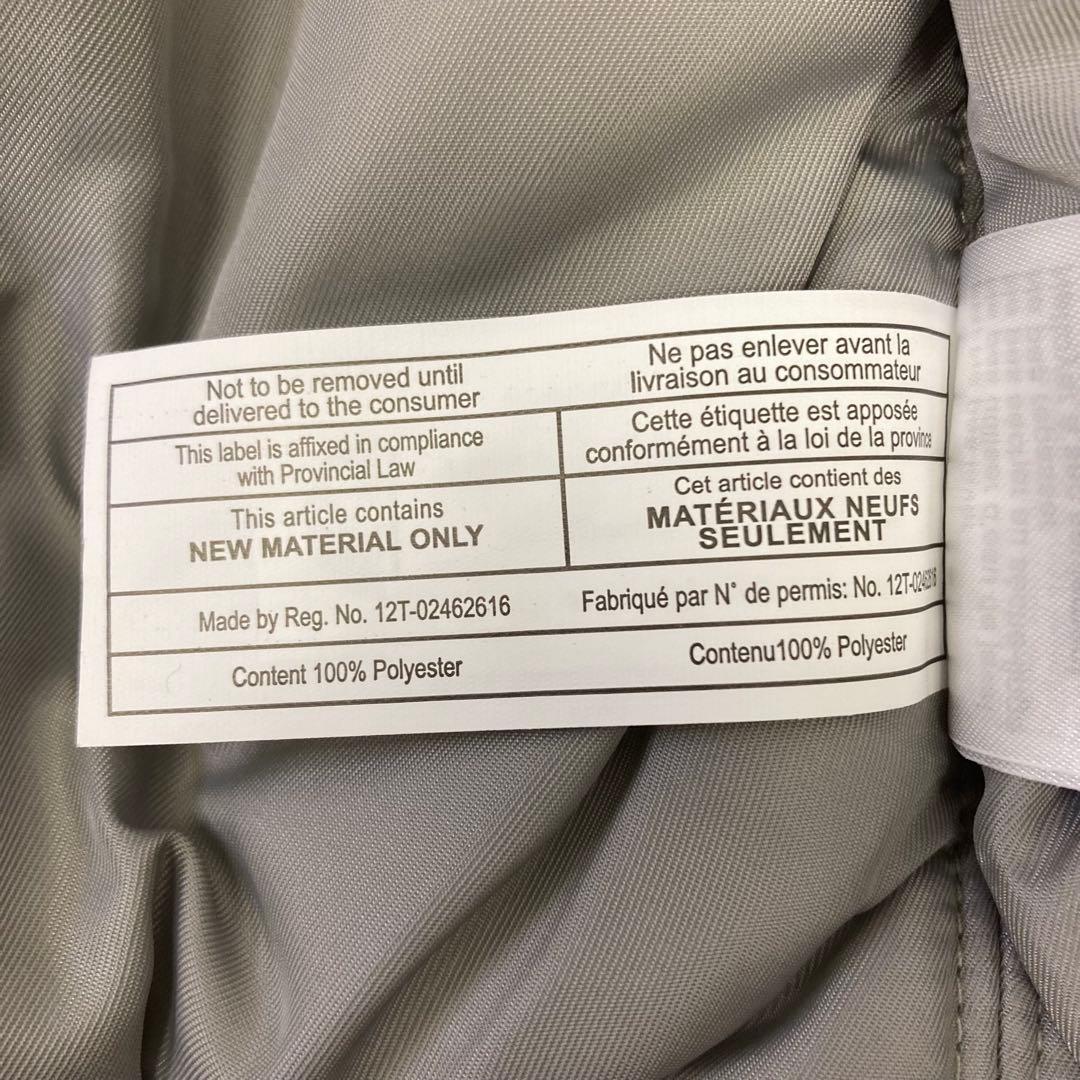 Not to be removed until
delivered to the consumer
Ne pas enlever avant la
livraison au consommateur
This label is affixed in compliance
with Provincial Law
Cette étiquette est apposée
conformément à la loi de la province
This article contains
NEW MATERIAL ONLY
Cet article contient des
MATÉRIAUX NEUFS
SEULEMENT
Made by Reg. No. 12T-02462616
Fabriqué par N° de permis: No. 12T-02462616
Content 100% Polyester
Contenu100% Polyester